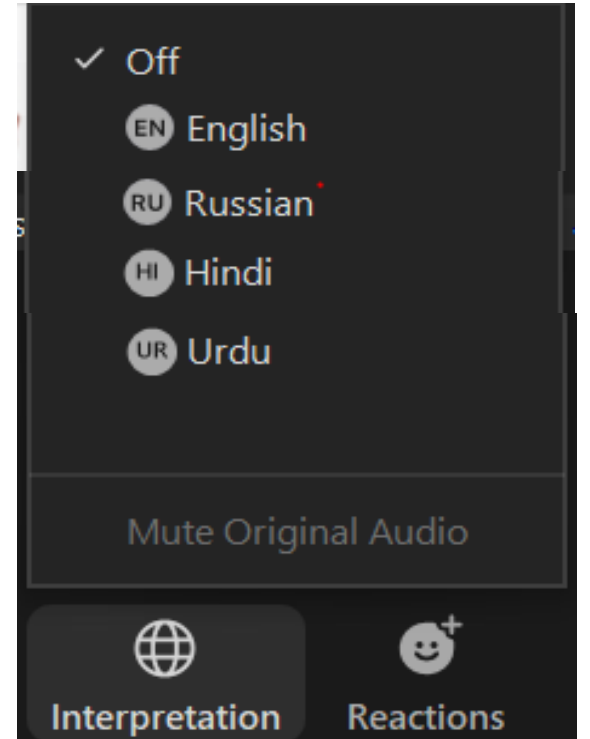 Off
EN English
RU Russian
HI Hindi
UR Urdu
Mute Original Audio
Interpretation Reactions